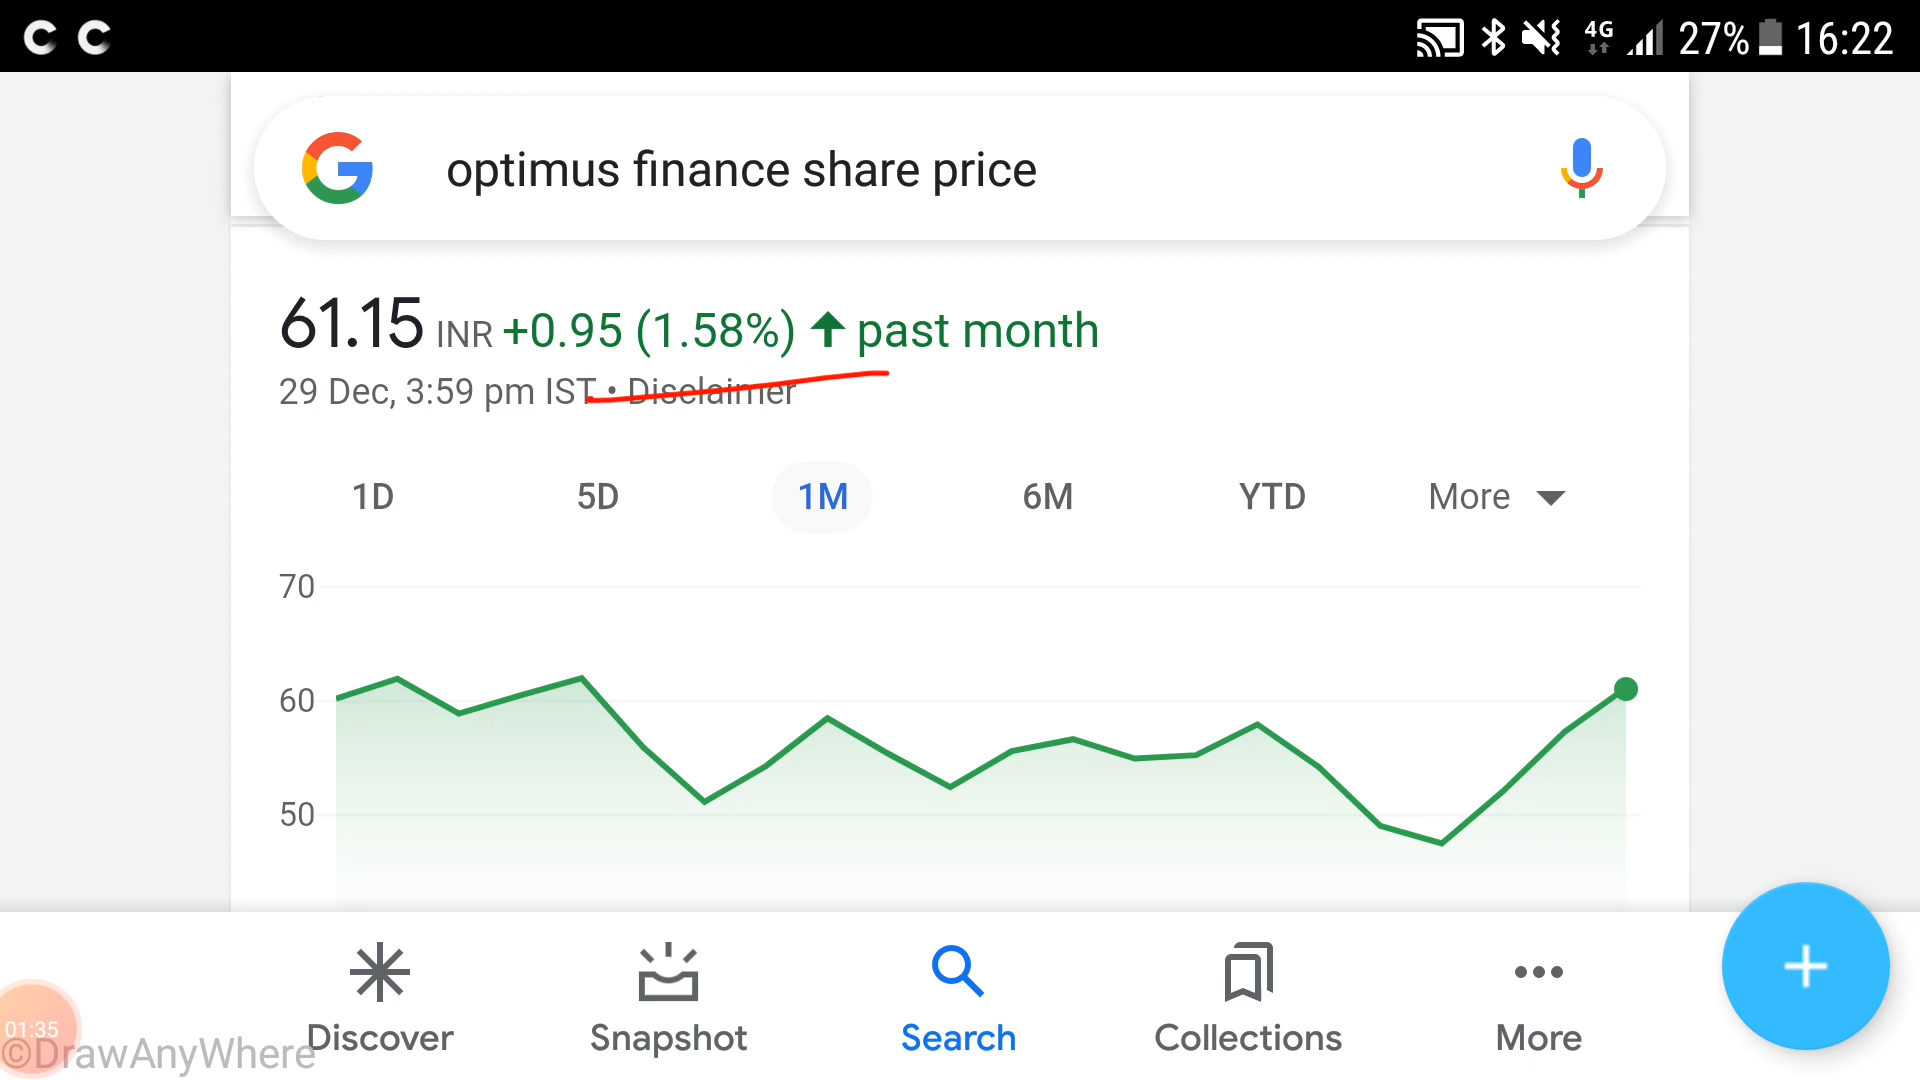 4G 27% 16:22
optimus finance share price
61.15 INR +0.95 (1.58%) ↑ past month
29 Dec, 3:59 pm IST • Disclaimer
1D 5D 1M 6M YTD More
70
60
50
Discover Snapshot Search Collections More
01:35
©DrawAnyWhere